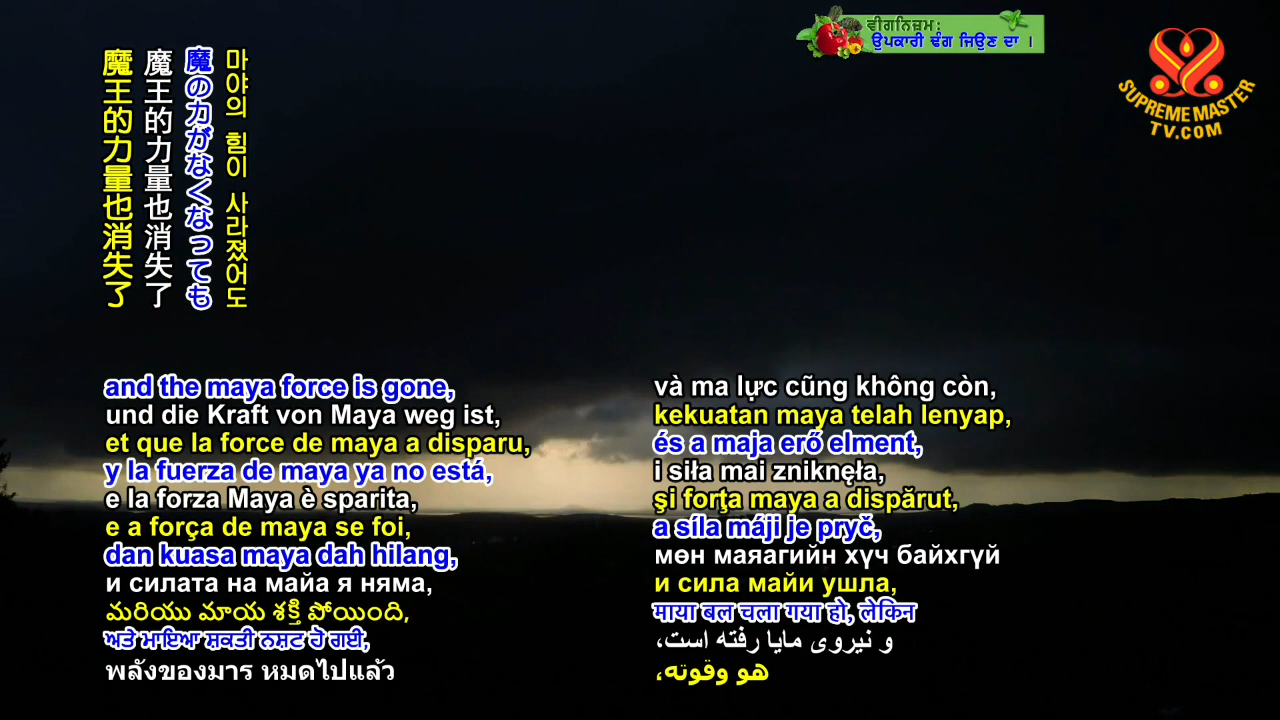 ਵੀਗਨਿਜ਼ਮ:
ਉਪਕਾਰੀ ਢੰਗ ਜਿਉਣ ਦਾ ।
SUPREME MASTER
TV.COM
마야의 힘이 사라졌어도
魔の力がなくなっても
魔王的力量也消失了
魔王的力量也消失了
and the maya force is gone,
und die Kraft von Maya weg ist,
et que la force de maya a disparu,
y la fuerza de maya ya no está,
e la forza Maya è sparita,
e a força de maya se foi,
dan kuasa maya dah hilang,
и силата на майа я няма,
మరియు మాయ శక్తి పోయింది,
ਅਤੇ ਮਾਇਆ ਸ਼ਕਤੀ ਨਸ਼ਟ ਹੋ ਗਈ,
พลังของมาร หมดไปแล้ว
và ma lực cũng không còn,
kekuatan maya telah lenyap,
és a maja erő elment,
i siła mai zniknęła,
şi forţa maya a dispărut,
a síla máji je pryč,
мөн маяагийн хүч байхгүй
и сила майи ушла,
माया बल चला गया हो, लेकिन
و نیروی مایا رفته است،
هو وقوته،